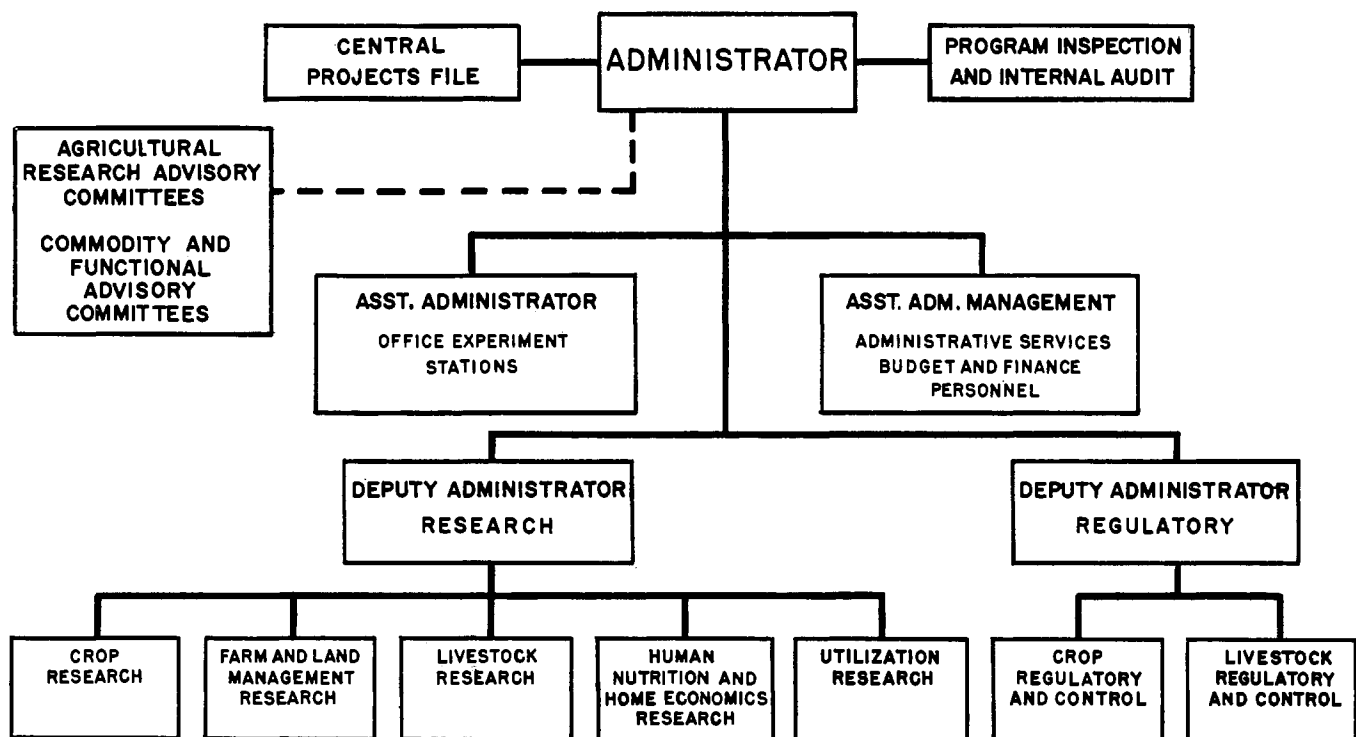 CENTRAL
PROJECTS FILE
ADMINISTRATOR
PROGRAM INSPECTION
AND INTERNAL AUDIT
AGRICULTURAL
RESEARCH ADVISORY
COMMITTEES
COMMODITY AND
FUNCTIONAL
ADVISORY
COMMITTEES
ASST. ADMINISTRATOR
OFFICE EXPERIMENT
STATIONS
ASST. ADM. MANAGEMENT
ADMINISTRATIVE SERVICES
BUDGET AND FINANCE
PERSONNEL
DEPUTY ADMINISTRATOR
RESEARCH
DEPUTY ADMINISTRATOR
REGULATORY
CROP
RESEARCH
FARM AND LAND
MANAGEMENT
RESEARCH
LIVESTOCK
RESEARCH
HUMAN
NUTRITION AND
HOME ECONOMICS
RESEARCH
UTILIZATION
RESEARCH
CROP
REGULATORY
AND CONTROL
LIVESTOCK
REGULATORY
AND CONTROL